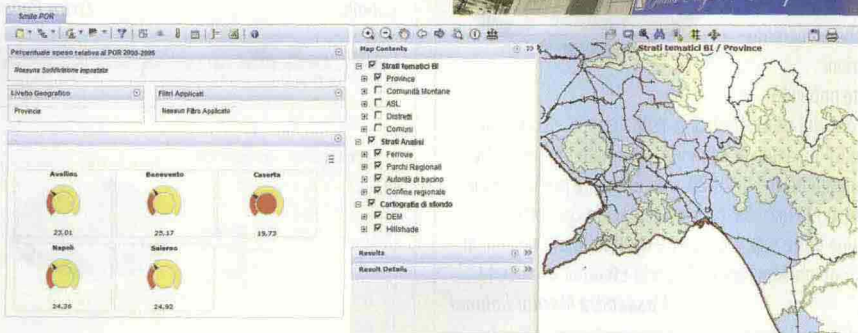 Smile POR
Percentuale spesa relativa al POR 2000-2006
Nessuna Suddivisione impostata
Livello Geografico
Filtri Applicati
Provincie
Nessun Filtro Applicato
Avellino
Benevento
Caserta
23,01
25,17
19,73
Napoli
Salerno
24,26
24,92
Map Contents
Strati tematici BI
Province
Comunità Montane
ASL
Distretti
Comuni
Strati Analisi
Ferrovie
Parchi Regionali
Autorità di bacino
Confine regionale
Cartografia di sfondo
DEM
Hillshade
Results
Result Details
Strati tematici BI / Province